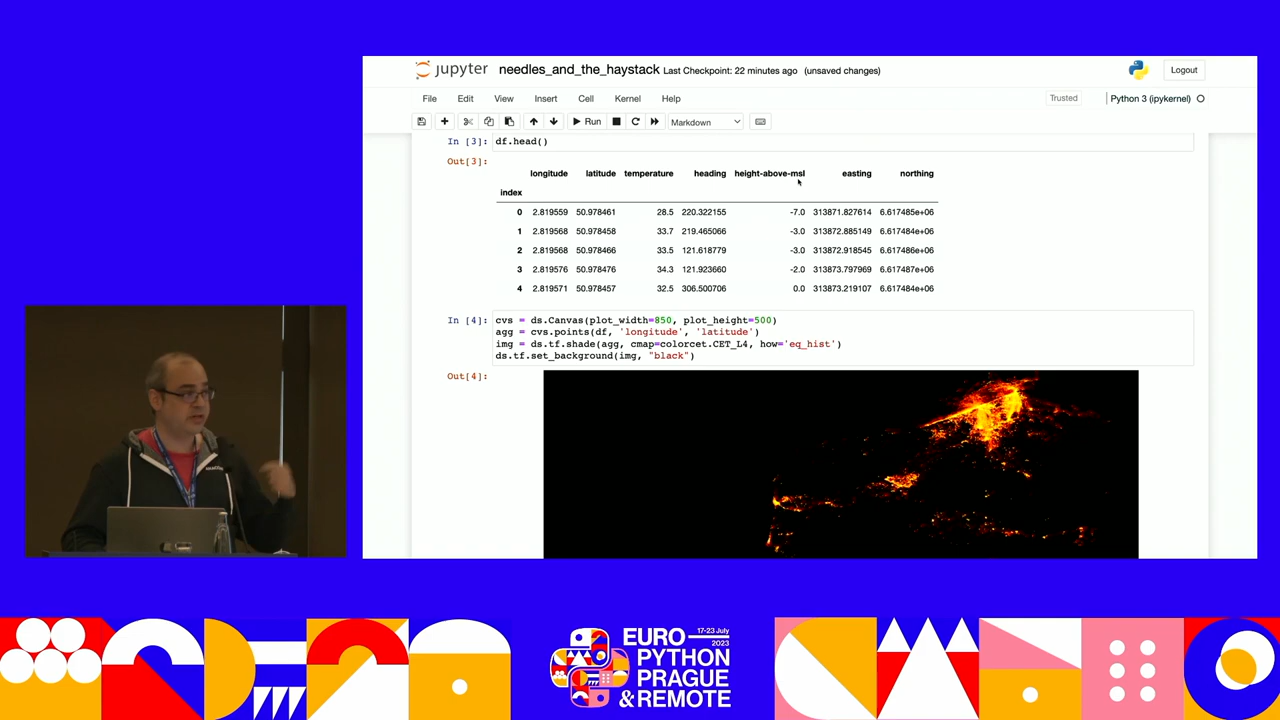 jupyter needles_and_the_haystack Last Checkpoint: 22 minutes ago (unsaved changes)
Logout
File Edit View Insert Cell Kernel Help
Trusted
Python 3 (ipykernel)
Run
Markdown
In [3]: df.head()
Out[3]:
longitude latitude temperature heading height-above-msl easting northing
index
0 2.819559 50.978461 28.5 220.322155 -7.0 313871.827614 6.617485e+06
1 2.819568 50.978458 33.7 219.465066 -3.0 313872.885149 6.617484e+06
2 2.819568 50.978466 33.5 121.618779 -3.0 313872.918545 6.617486e+06
3 2.819576 50.978476 34.3 121.923660 -2.0 313873.797969 6.617487e+06
4 2.819571 50.978457 32.5 306.500706 0.0 313873.219107 6.617484e+06
In [4]: cvs = ds.Canvas(plot_width=850, plot_height=500)
agg = cvs.points(df, 'longitude', 'latitude')
img = ds.tf.shade(agg, cmap=colorcet.CET_L4, how='eq_hist')
ds.tf.set_background(img, "black")
Out[4]:
17-23 July
2023
EURO
PYTHON
PRAGUE
& REMOTE